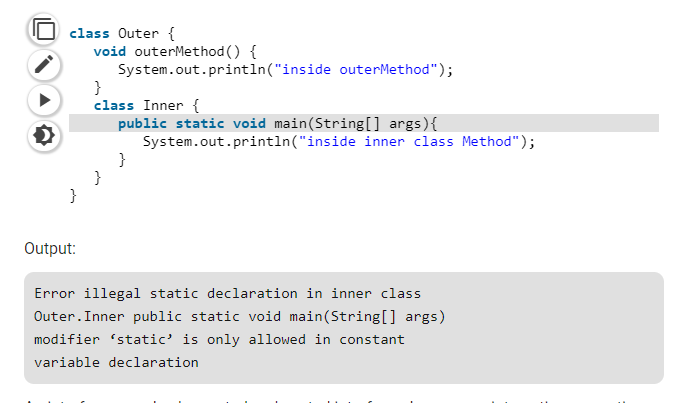 class Outer {
void outerMethod() {
System.out.println("inside outerMethod");
}
class Inner {
public static void main(String[] args){
System.out.println("inside inner class Method");
}
}
}
Output:
Error illegal static declaration in inner class
Outer.Inner public static void main(String[] args)
modifier ‘static’ is only allowed in constant
variable declaration